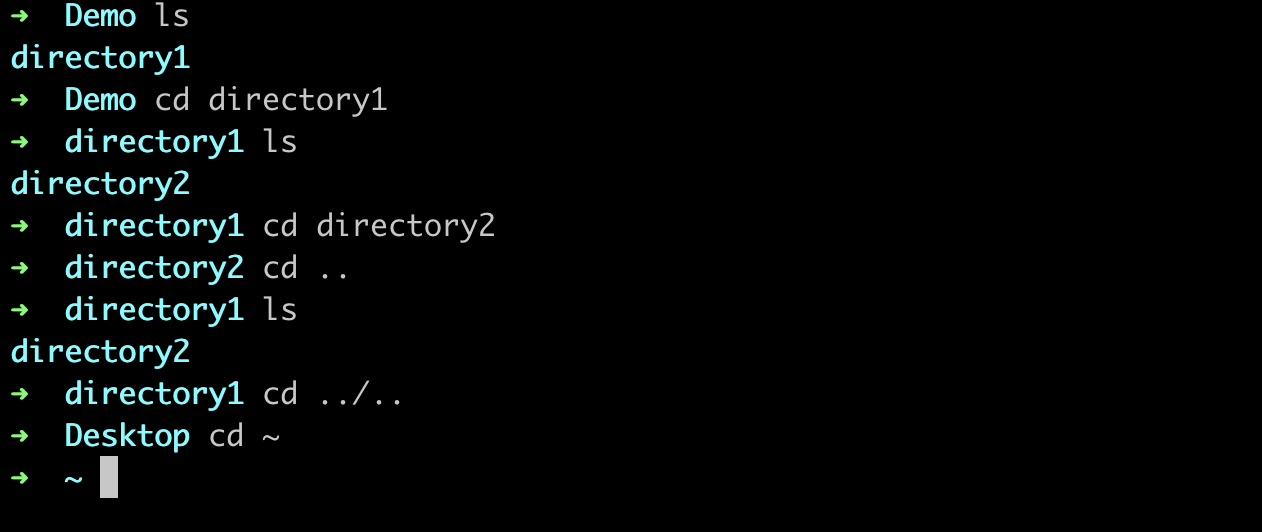 ➜  Demo ls
directory1
➜  Demo cd directory1
➜  directory1 ls
directory2
➜  directory1 cd directory2
➜  directory2 cd ..
➜  directory1 ls
directory2
➜  directory1 cd ../..
➜  Desktop cd ~
➜  ~